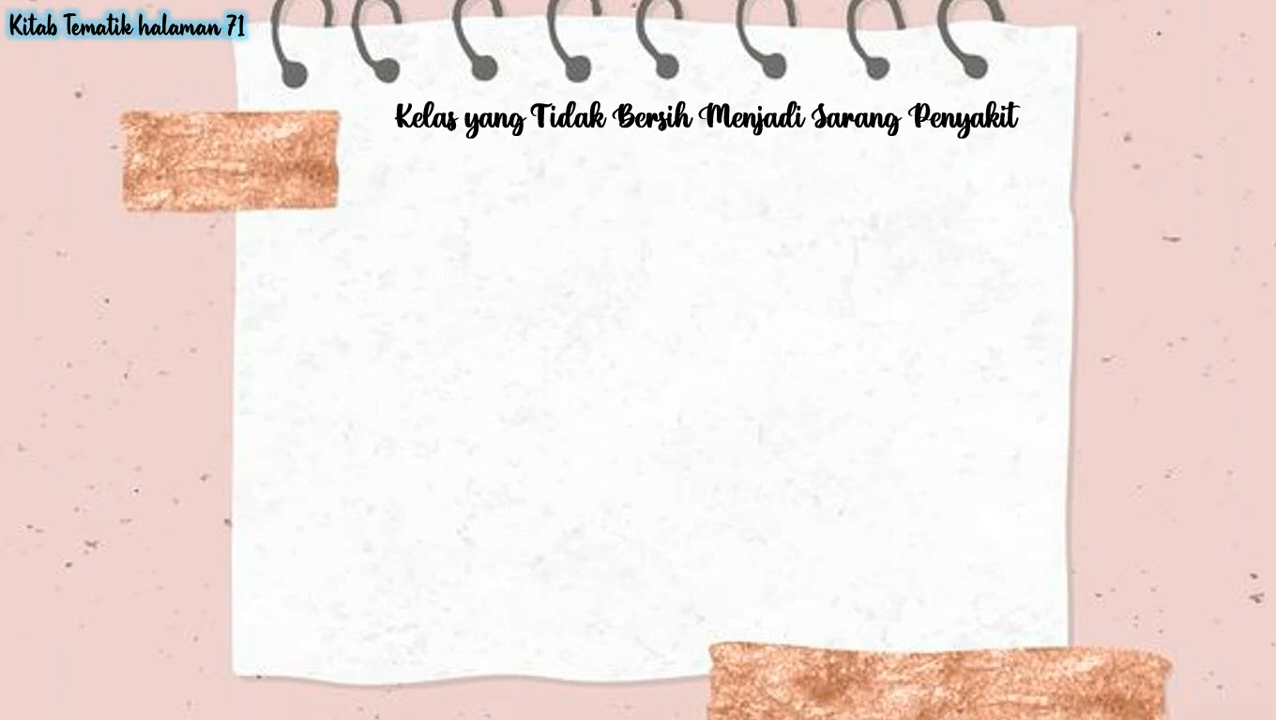 Kitab Tematik halaman 71
Kelas yang Tidak Bersih Menjadi Sarang Penyakit